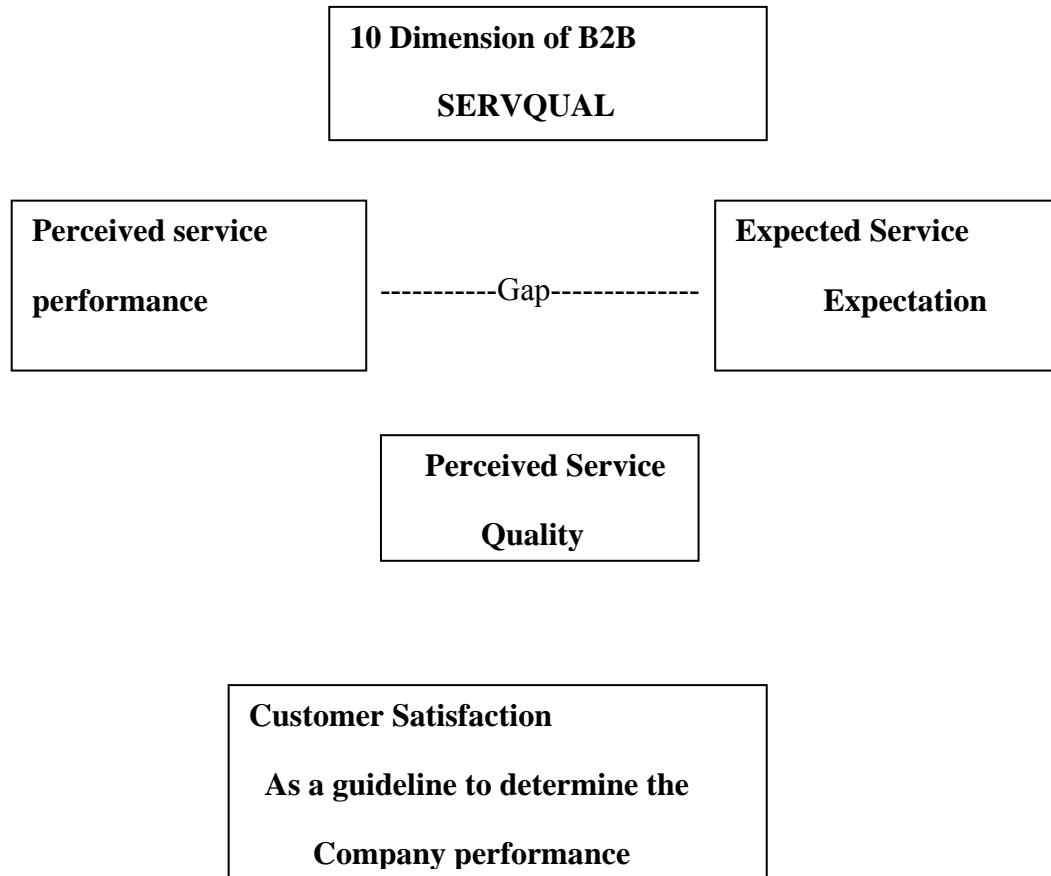 10 Dimension of B2B
SERVQUAL
Perceived service
performance
-----------Gap--------------
Expected Service
Expectation
Perceived Service
Quality
Customer Satisfaction
As a guideline to determine the
Company performance